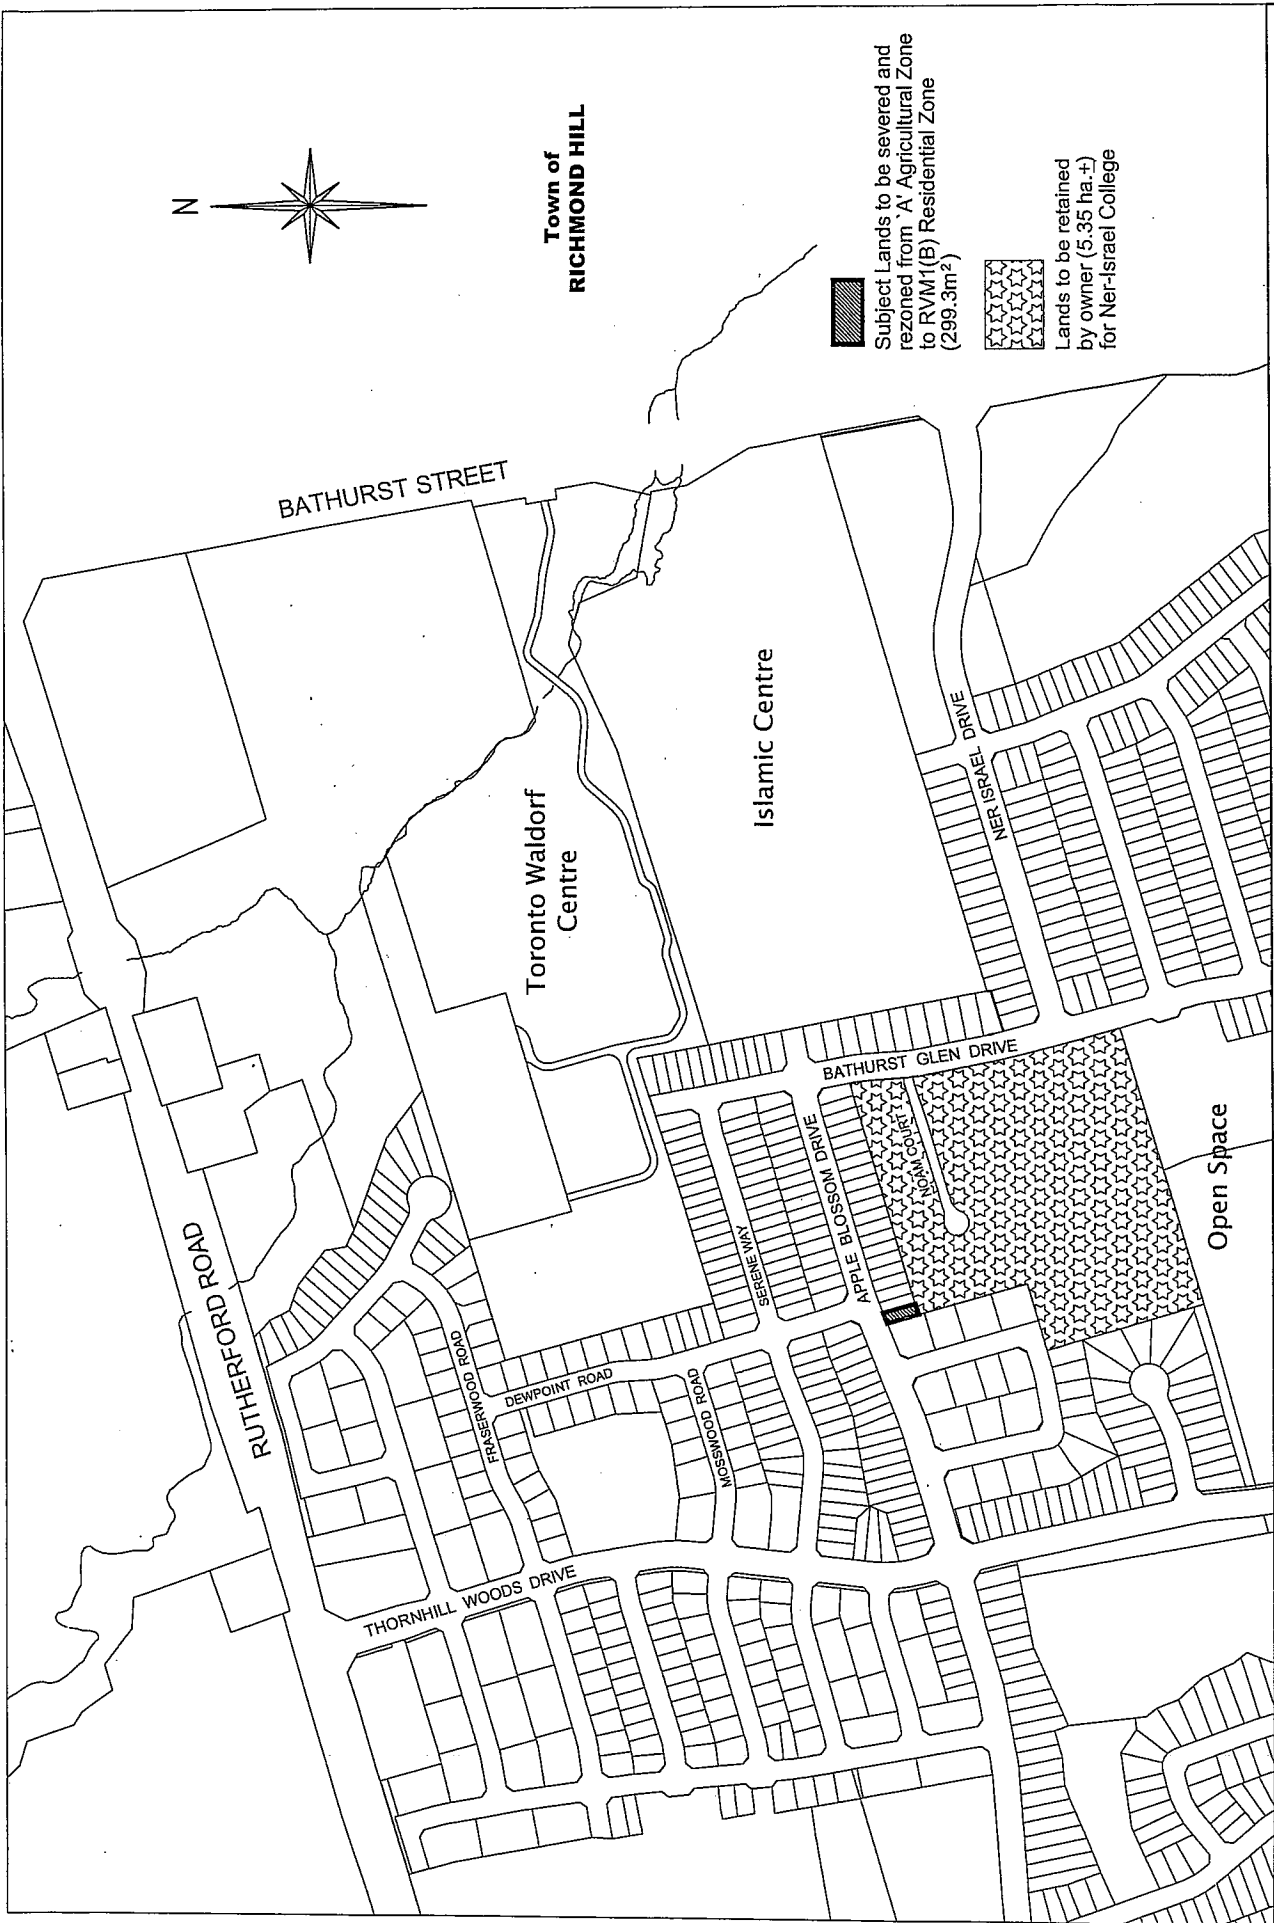 N
Town of
RICHMOND HILL
Subject Lands to be severed and
rezoned from 'A' Agricultural Zone
to RVM1(B) Residential Zone
(299.3m²)
Lands to be retained
by owner (5.35 ha.±)
for Ner-Israel College
BATHURST STREET
RUTHERFORD ROAD
Toronto Waldorf
Centre
Islamic Centre
NER ISRAEL DRIVE
BATHURST GLEN DRIVE
NOAM COURT
APPLE BLOSSOM DRIVE
SERENE WAY
Open Space
FRASERWOOD ROAD
DEWPOINT ROAD
MOSSWOOD ROAD
THORNHILL WOODS DRIVE